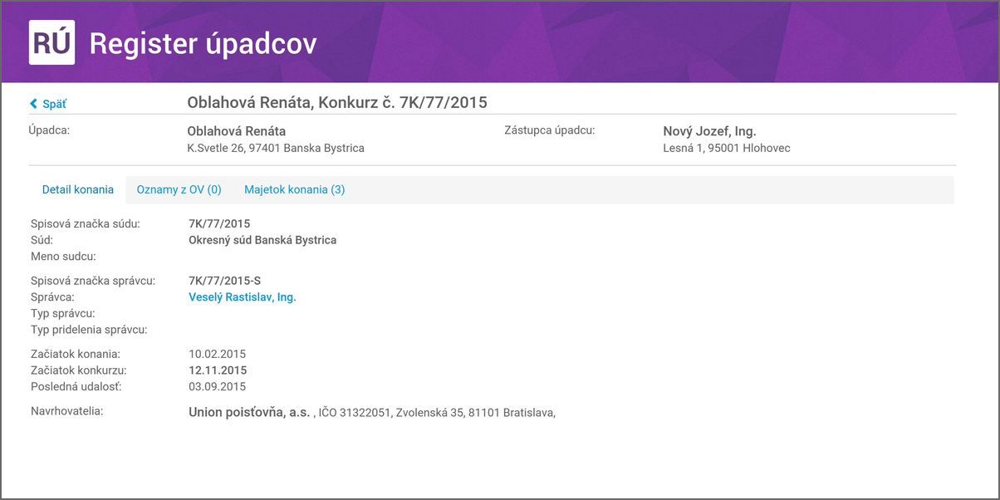 RÚ Register úpadcov
Späť Oblahová Renáta, Konkurz č. 7K/77/2015
Úpadca: Oblahová Renáta Zástupca úpadcu: Nový Jozef, Ing.
K.Svetle 26, 97401 Banska Bystrica Lesná 1, 95001 Hlohovec
Detail konania Oznamy z OV (0) Majetok konania (3)
Spisová značka súdu: 7K/77/2015
Súd: Okresný súd Banská Bystrica
Meno sudcu:
Spisová značka správcu: 7K/77/2015-S
Správca: Veselý Rastislav, Ing.
Typ správcu:
Typ pridelenia správcu:
Začiatok konania: 10.02.2015
Začiatok konkurzu: 12.11.2015
Posledná udalosť: 03.09.2015
Navrhovatelia: Union poisťovňa, a.s. , IČO 31322051, Zvolenská 35, 81101 Bratislava,